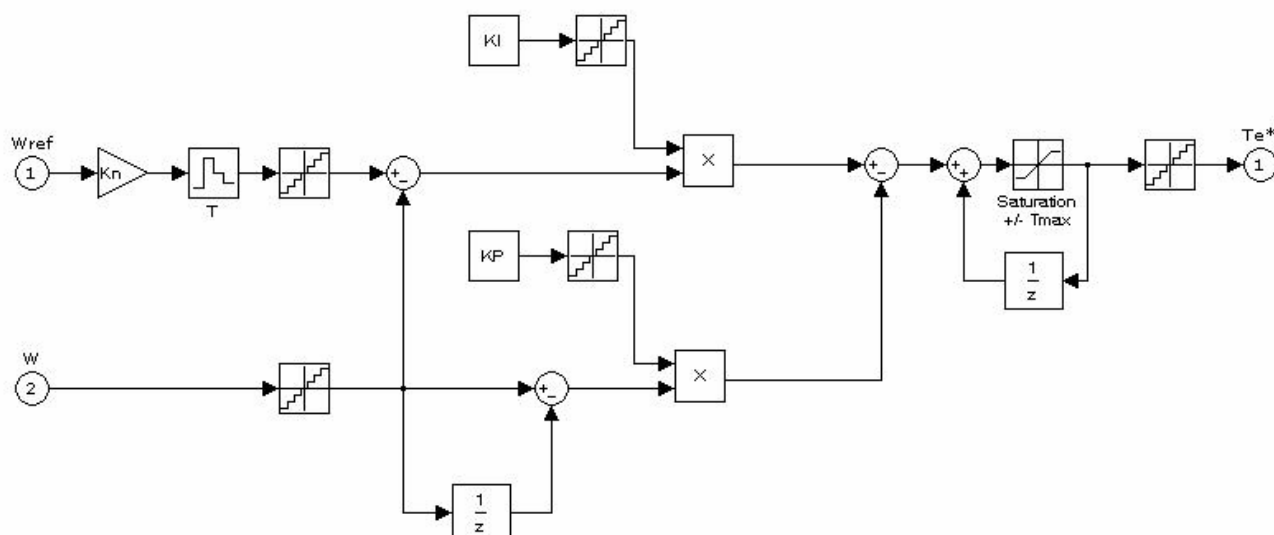 KI
Wref
1
Kn
T
+
-
×
+
-
+
+
Saturation
+/- Tmax
Te*
1
KP
1
z
W
2
+
-
×
1
z